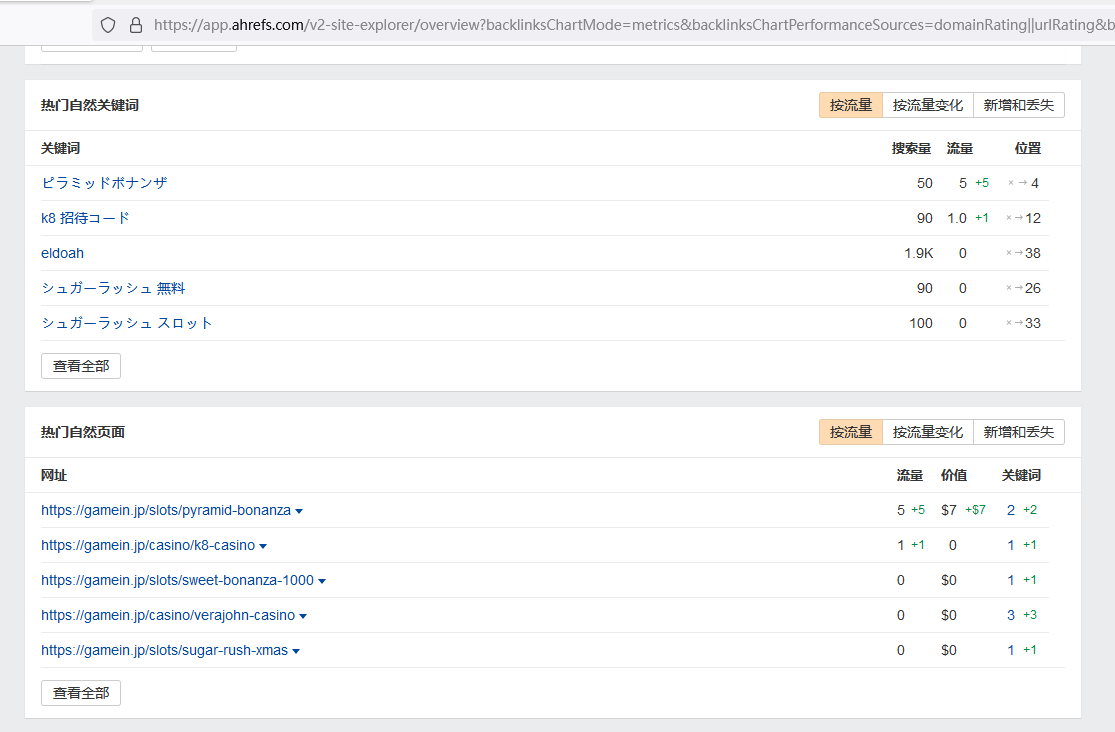 https://app.ahrefs.com/v2-site-explorer/overview?backlinksChartMode=metrics&backlinksChartPerformanceSources=domainRating||urlRating&b
热门自然关键词 按流量 按流量变化 新增和丢失
关键词 搜索量 流量 位置
ピラミッドボナンザ 50 5 +5 × → 4
k8 招待コード 90 1.0 +1 × → 12
eldoah 1.9K 0 × → 38
シュガーラッシュ 無料 90 0 × → 26
シュガーラッシュ スロット 100 0 × → 33
查看全部
热门自然页面 按流量 按流量变化 新增和丢失
网址 流量 价值 关键词
https://gamein.jp/slots/pyramid-bonanza 5 +5 $7 +$7 2 +2
https://gamein.jp/casino/k8-casino 1 +1 0 1 +1
https://gamein.jp/slots/sweet-bonanza-1000 0 $0 1 +1
https://gamein.jp/casino/verajohn-casino 0 $0 3 +3
https://gamein.jp/slots/sugar-rush-xmas 0 $0 1 +1
查看全部